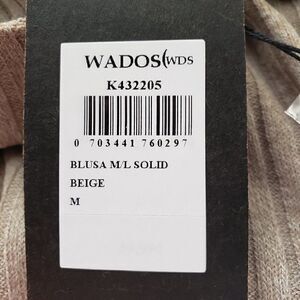 WADOS(WDS
K432205
0 703441 760297
BLUSA M/L SOLID
BEIGE
M